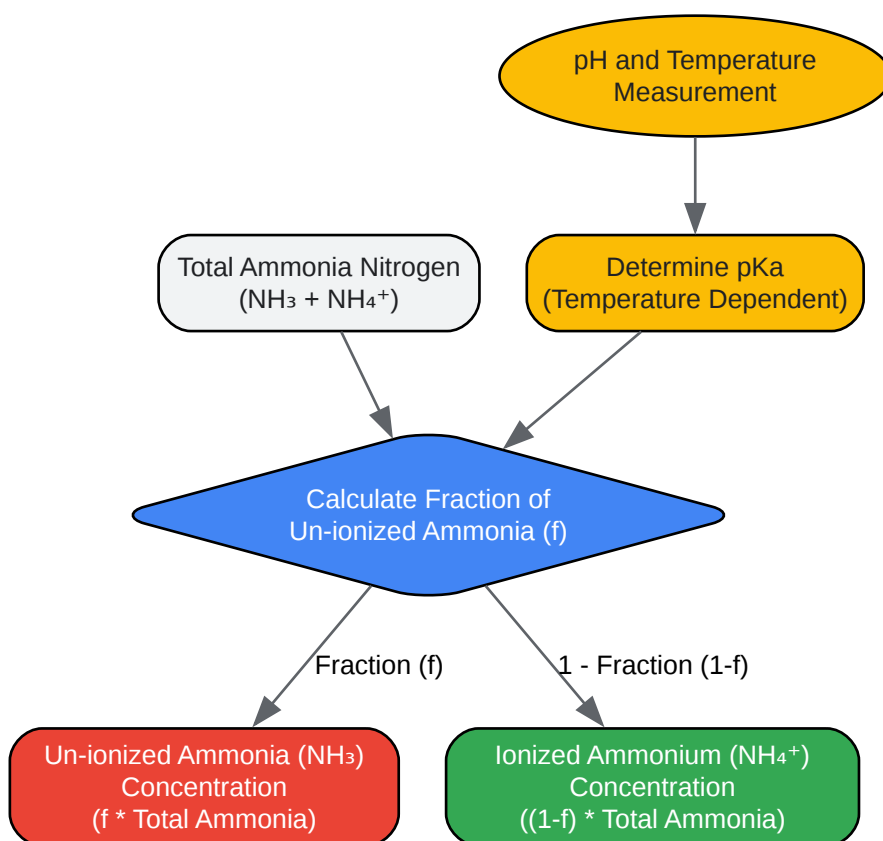 pH and Temperature
Measurement
Total Ammonia Nitrogen
(NH₃ + NH₄⁺)
Determine pKa
(Temperature Dependent)
Calculate Fraction of
Un-ionized Ammonia (f)
Fraction (f)
1 - Fraction (1-f)
Un-ionized Ammonia (NH₃)
Concentration
(f * Total Ammonia)
Ionized Ammonium (NH₄⁺)
Concentration
((1-f) * Total Ammonia)